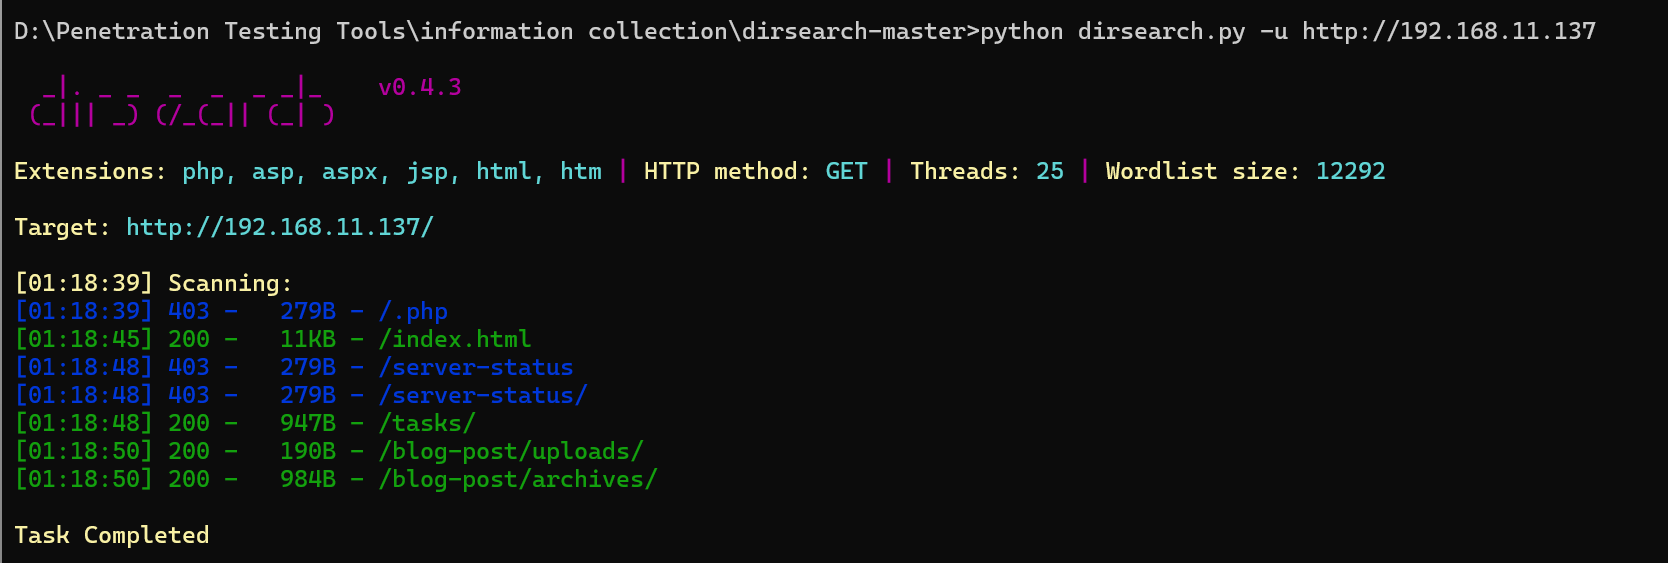 D:\Penetration Testing Tools\information collection\dirsearch-master>python dirsearch.py -u http://192.168.11.137
  _|. _ _  _  _  _ _|_    v0.4.3
 (_||| _) (/_(_|| (_| )
Extensions: php, asp, aspx, jsp, html, htm | HTTP method: GET | Threads: 25 | Wordlist size: 12292
Target: http://192.168.11.137/
[01:18:39] Scanning:
[01:18:39] 403 -   279B - /.php
[01:18:45] 200 -   11KB - /index.html
[01:18:48] 403 -   279B - /server-status
[01:18:48] 403 -   279B - /server-status/
[01:18:48] 200 -   947B - /tasks/
[01:18:50] 200 -   190B - /blog-post/uploads/
[01:18:50] 200 -   984B - /blog-post/archives/
Task Completed